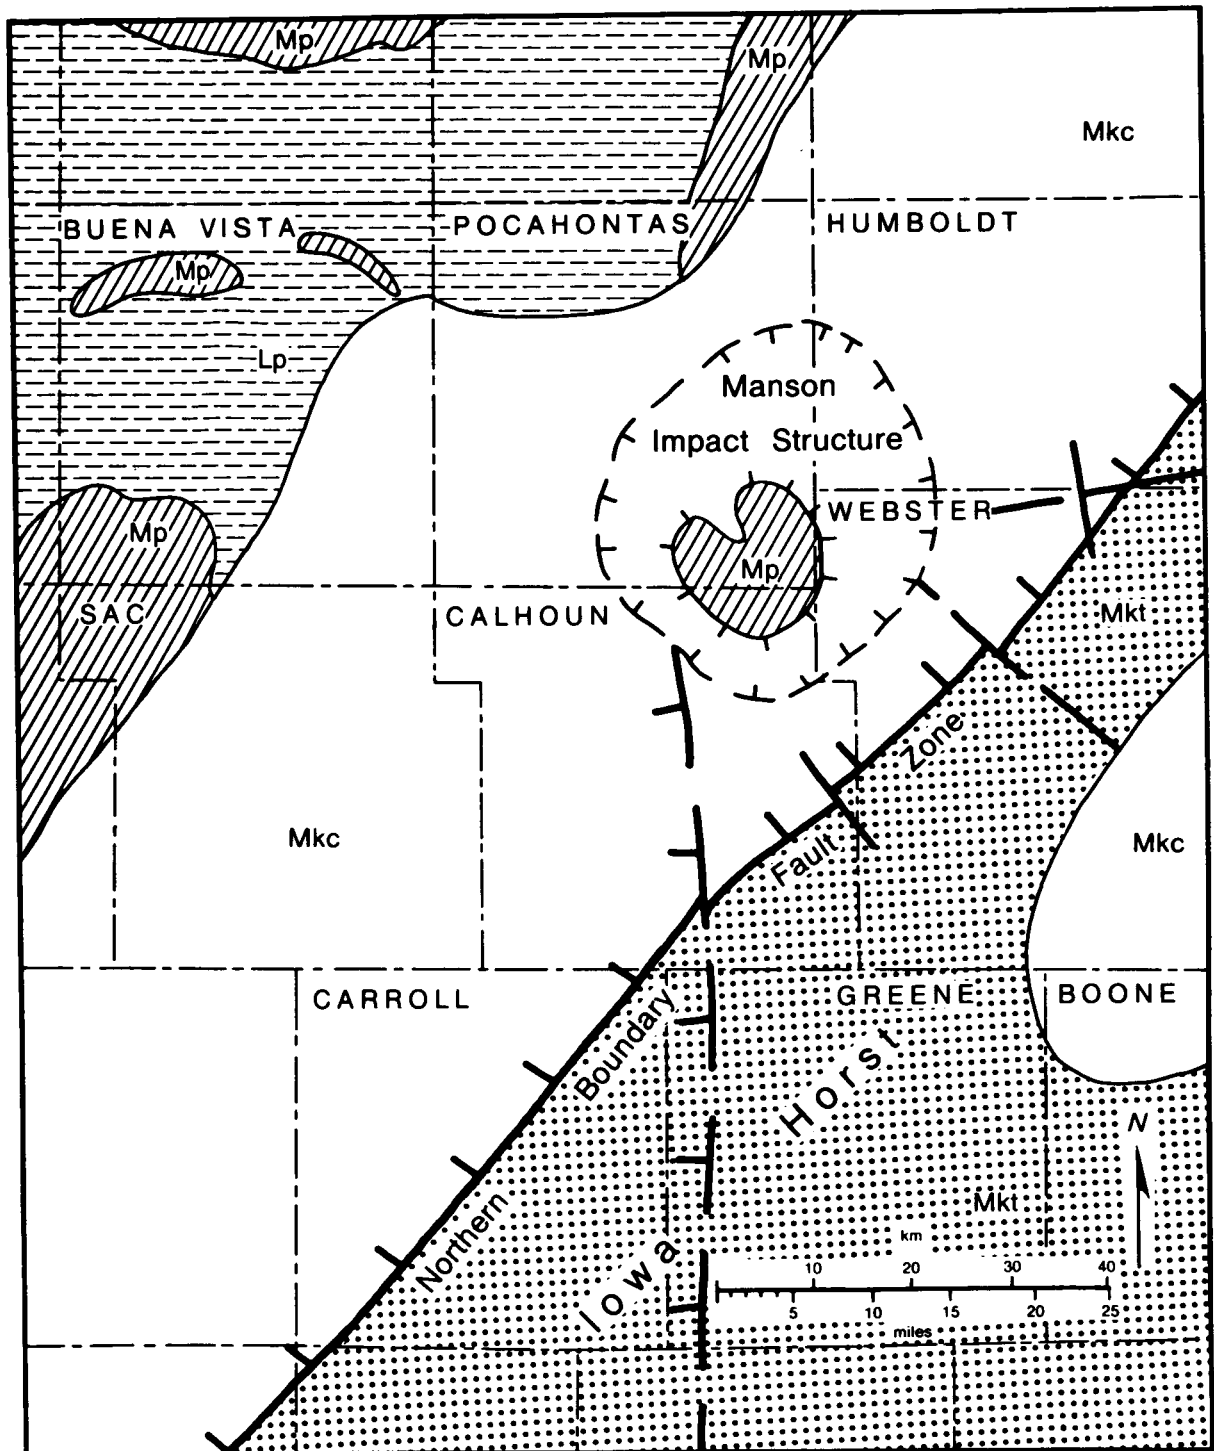 Mp
Mp
Mkc
BUENA VISTA
POCAHONTAS
HUMBOLDT
Mp
Lp
Manson
Impact Structure
WEBSTER
Mp
Mp
SAC
CALHOUN
Mkt
Zone
Mkc
Mkc
Fault
CARROLL
GREENE
BOONE
Boundary
Horst
N
Mkt
Northern
Iowa
km
10 20 30 40
5 10 15 20 25
miles